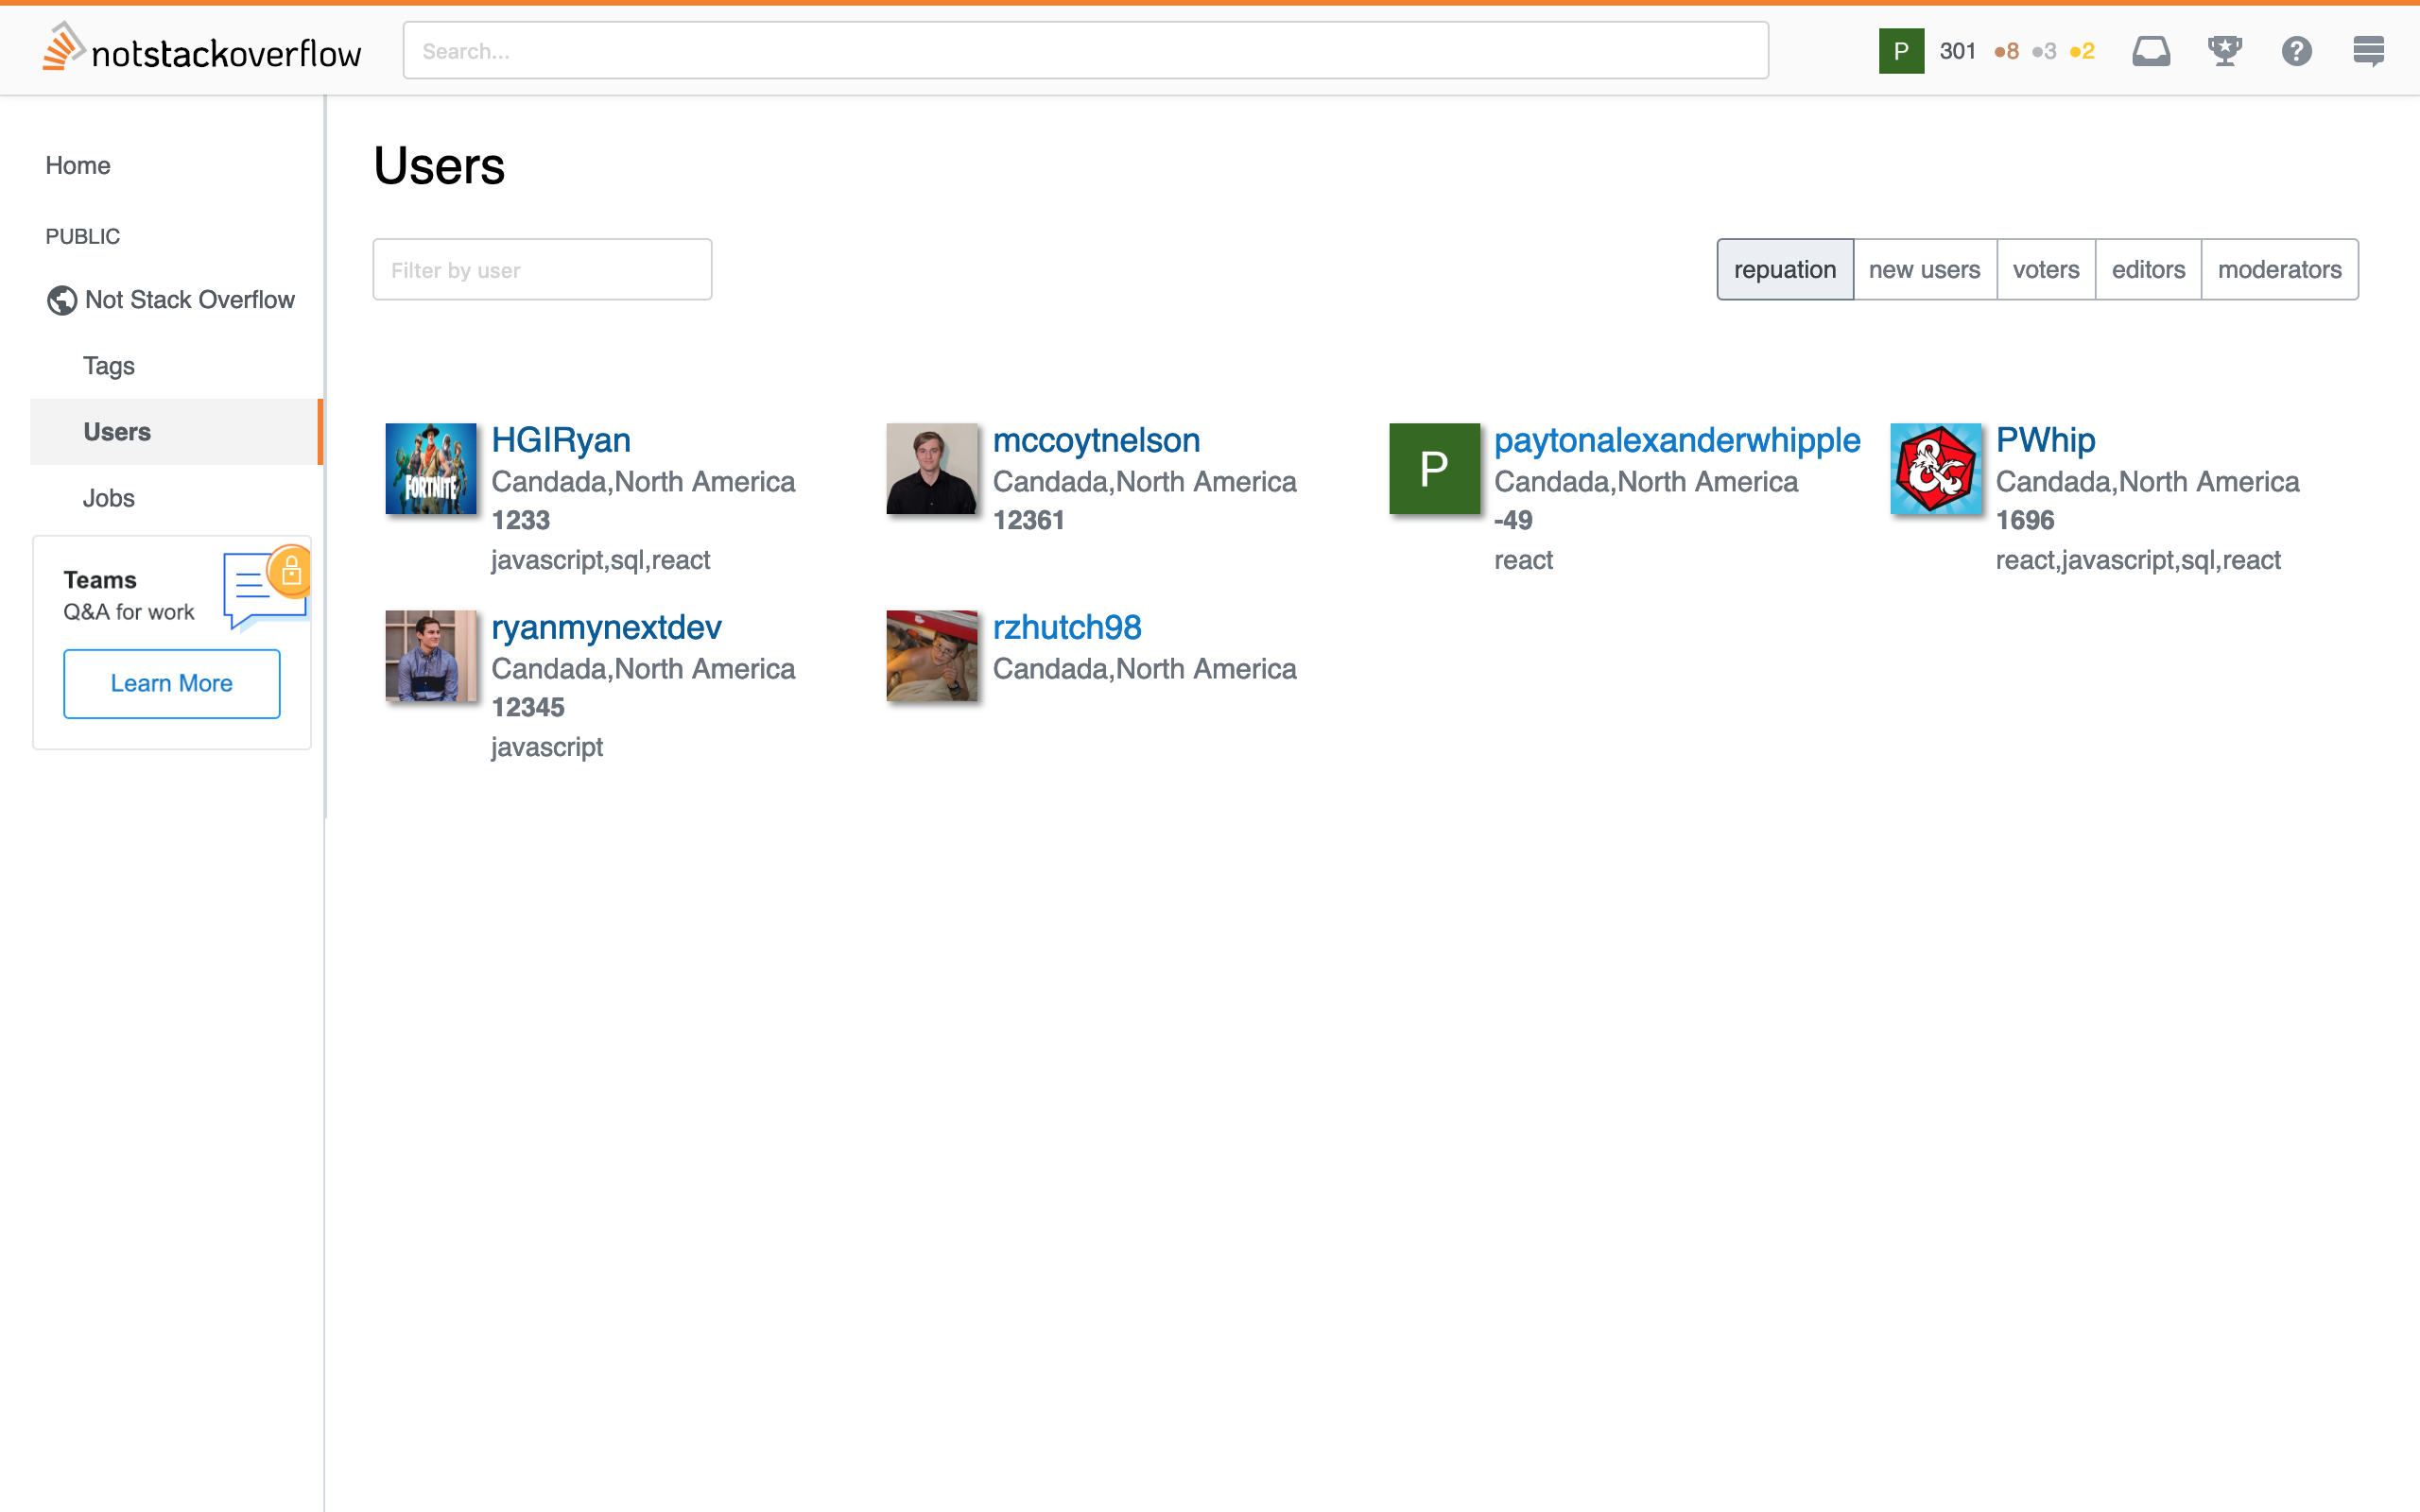 notstackoverflow
Search...
P 301 8 3 2
Home
PUBLIC
Not Stack Overflow
Tags
Users
Jobs
Teams
Q&A for work
Learn More
Users
Filter by user
repuation new users voters editors moderators
FORTNITE
HGIRyan
Candada,North America
1233
javascript,sql,react
mccoytnelson
Candada,North America
12361
P
paytonalexanderwhipple
Candada,North America
-49
react
PWhip
Candada,North America
1696
react,javascript,sql,react
ryanmynextdev
Candada,North America
12345
javascript
rzhutch98
Candada,North America